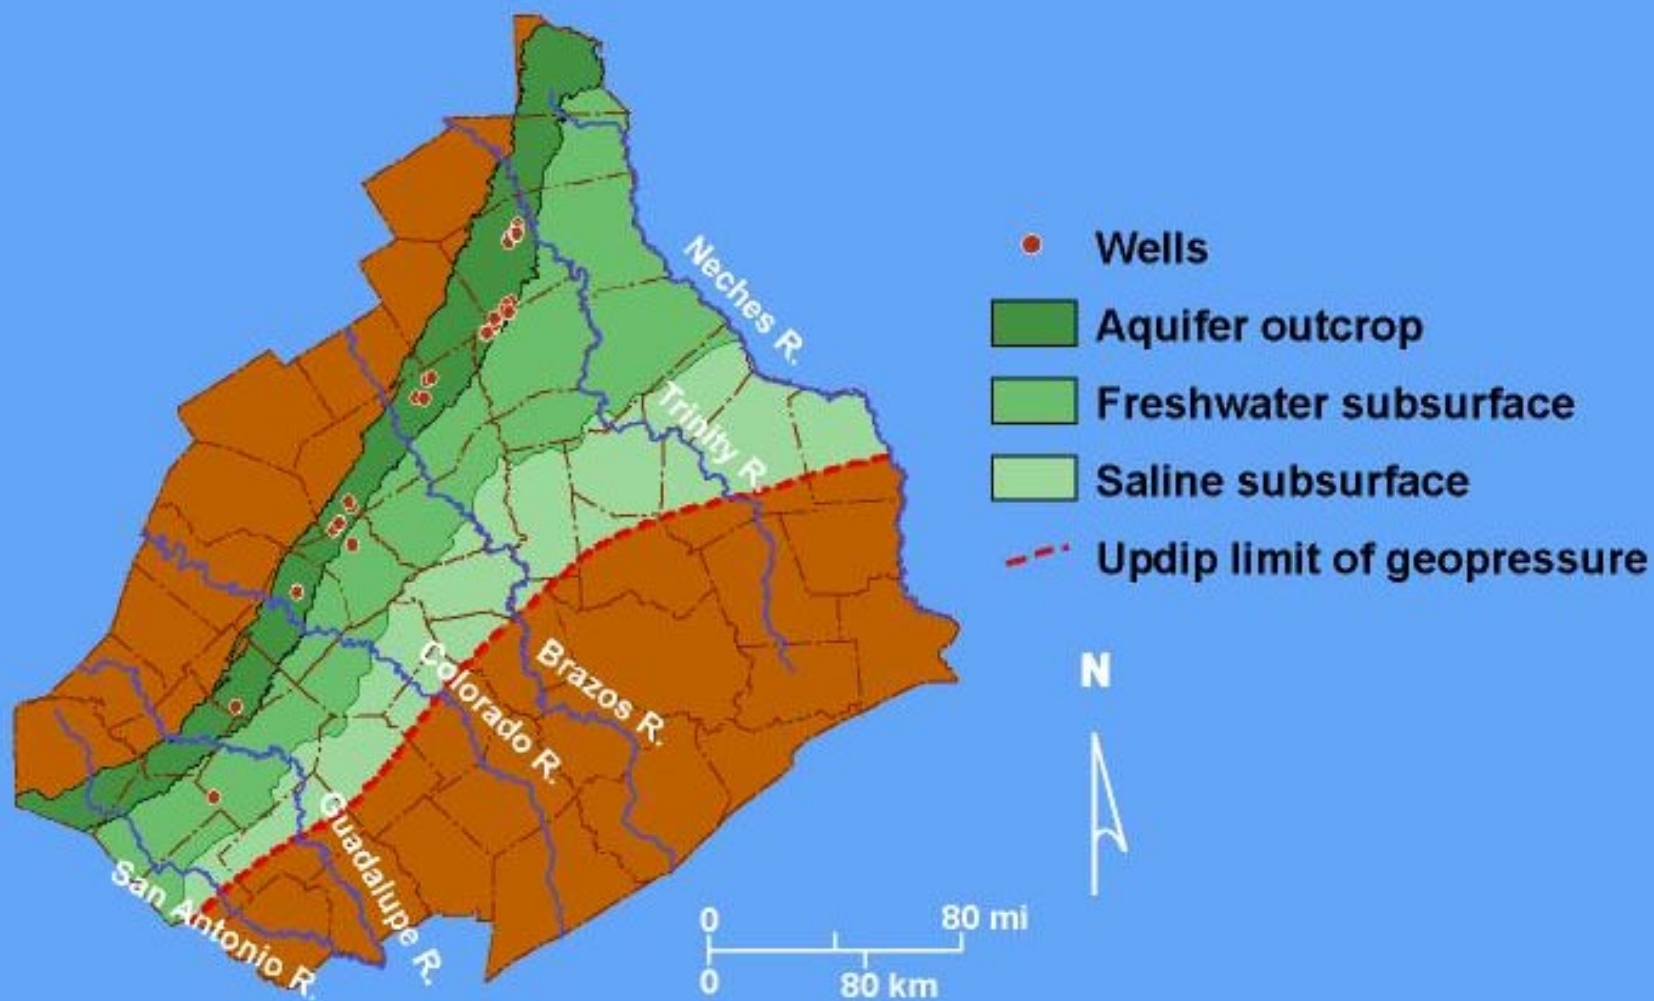 Neches R.
Trinity R.
Brazos R.
Colorado R.
Guadalupe R.
San Antonio R.
Wells
Aquifer outcrop
Freshwater subsurface
Saline subsurface
Updip limit of geopressure
N
0 80 mi
0 80 km